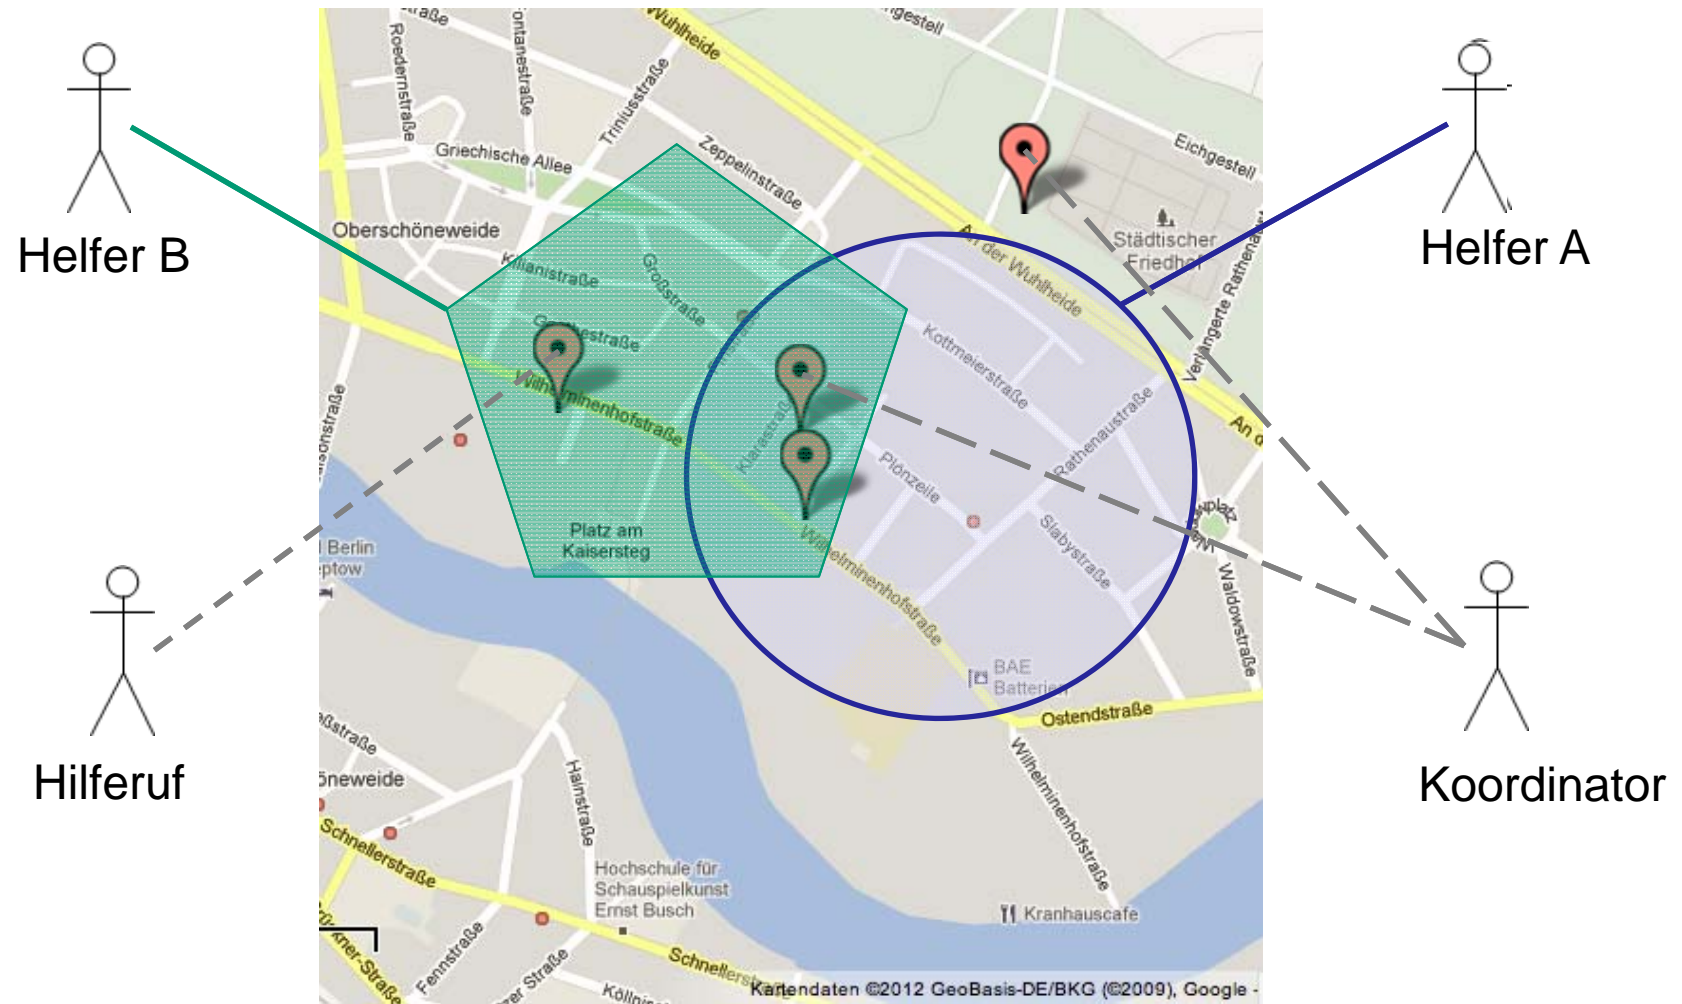 Helfer B
Helfer A
Hilferuf
Koordinator
Wuhlheide
Roedernstraße
Triniusstraße
Griechische Allee
Zeppelinstraße
Eichgestell
Oberschöneweide
Kilianistraße
Großstraße
An der Wuhlheide
Städtischer
Friedhof
Kottmeierstraße
Wilhelminenhofstraße
Klarastraße
Plönzeile
Rathenaustraße
Slabystraße
Platz am
Kaisersteg
Wilhelminenhofstraße
Waldowstraße
BAE
Batterien
Ostendstraße
Wilhelminenhofstraße
Berlin
Hainstraße
Schnellerstraße
Hochschule für
Schauspielkunst
Ernst Busch
Kranhauscafe
Fennstraße
Kartendaten ©2012 GeoBasis-DE/BKG (©2009), Google -